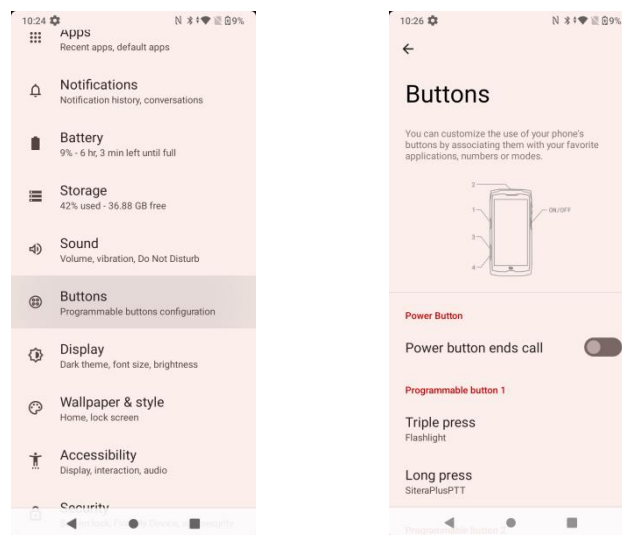 10:24 9%
Apps
Recent apps, default apps
Notifications
Notification history, conversations
Battery
9% - 6 hr, 3 min left until full
Storage
42% used - 36.88 GB free
Sound
Volume, vibration, Do Not Disturb
Buttons
Programmable buttons configuration
Display
Dark theme, font size, brightness
Wallpaper & style
Home, lock screen
Accessibility
Display, interaction, audio
Security
10:26 9%
Buttons
You can customize the use of your phone's
buttons by associating them with your favorite
applications, numbers or modes.
2
1 ON/OFF
3
4
Power Button
Power button ends call
Programmable button 1
Triple press
Flashlight
Long press
SiteraPlusPTT
Programmable button 2